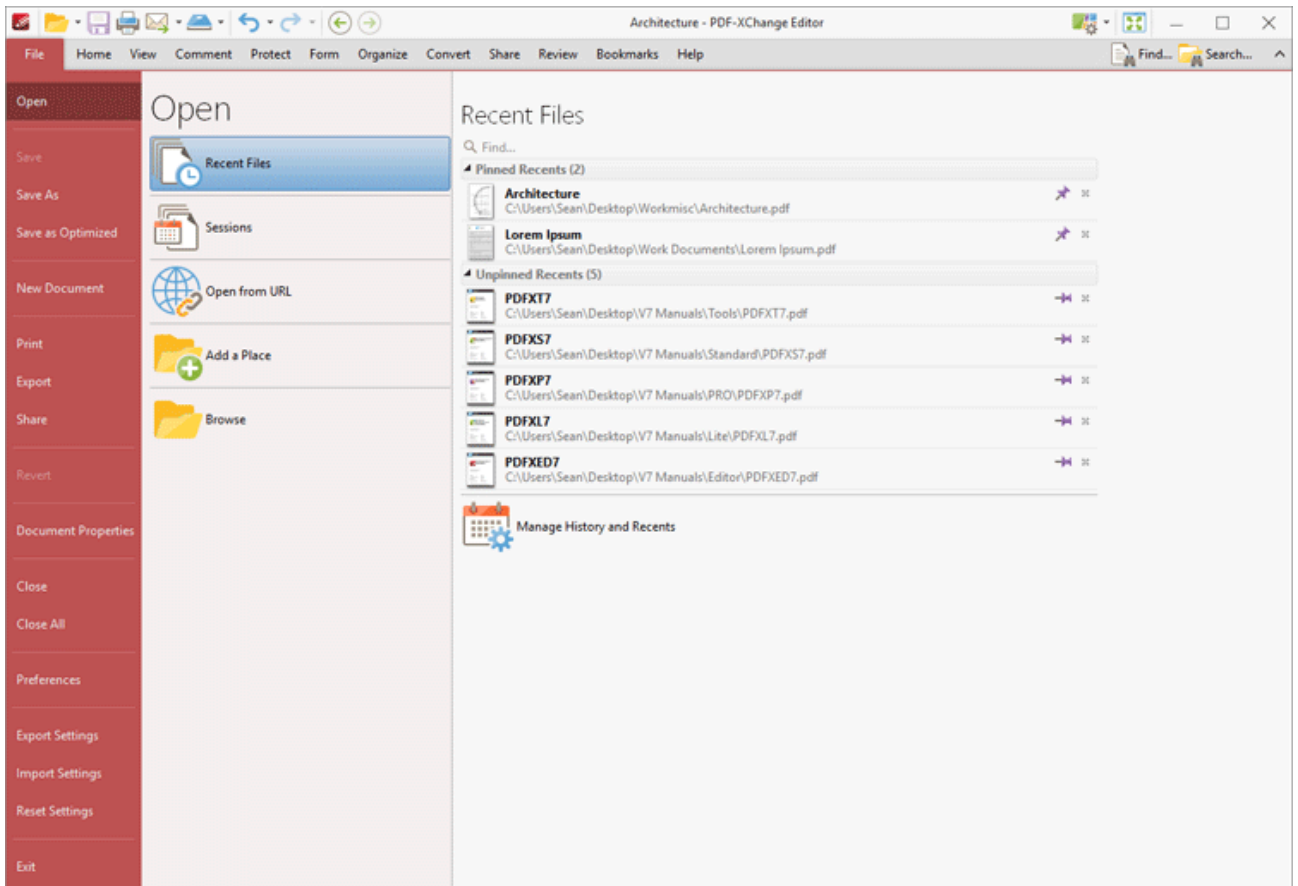 Architecture - PDF-XChange Editor
File Home View Comment Protect Form Organize Convert Share Review Bookmarks Help Find... Search...
Open
Save
Save As
Save as Optimized
New Document
Print
Export
Share
Revert
Document Properties
Close
Close All
Preferences
Export Settings
Import Settings
Reset Settings
Exit
Open
Recent Files
Sessions
Open from URL
Add a Place
Browse
Recent Files
Find...
Pinned Recents (2)
Architecture
C:\Users\Sean\Desktop\Workmisc\Architecture.pdf
Lorem Ipsum
C:\Users\Sean\Desktop\Work Documents\Lorem Ipsum.pdf
Unpinned Recents (5)
PDFXT7
C:\Users\Sean\Desktop\V7 Manuals\Tools\PDFXT7.pdf
PDFXS7
C:\Users\Sean\Desktop\V7 Manuals\Standard\PDFXS7.pdf
PDFXP7
C:\Users\Sean\Desktop\V7 Manuals\PRO\PDFXP7.pdf
PDFXL7
C:\Users\Sean\Desktop\V7 Manuals\Lite\PDFXL7.pdf
PDFXED7
C:\Users\Sean\Desktop\V7 Manuals\Editor\PDFXED7.pdf
Manage History and Recents